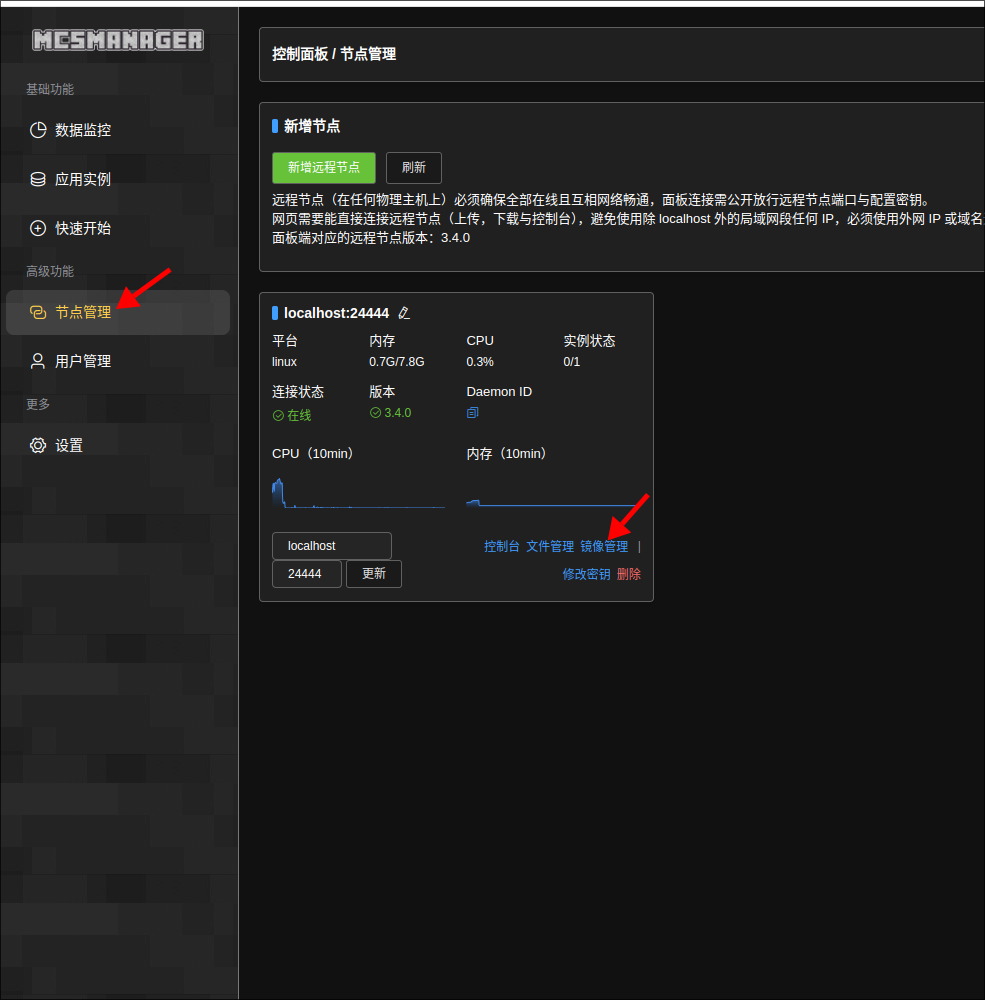 MCSMANAGER
基础功能
数据监控
应用实例
快速开始
高级功能
节点管理
用户管理
更多
设置
控制面板 / 节点管理
新增节点
新增远程节点 刷新
远程节点（在任何物理主机上）必须确保全部在线且互相网络畅通，面板连接需公开放行远程节点端口与配置密钥。
网页需要能直接连接远程节点（上传，下载与控制台），避免使用除 localhost 外的局域网段任何 IP，必须使用外网 IP 或域名
面板端对应的远程节点版本：3.4.0
localhost:24444
平台 内存 CPU 实例状态
linux 0.7G/7.8G 0.3% 0/1
连接状态 版本 Daemon ID
在线 3.4.0
CPU（10min） 内存（10min）
localhost 控制台 文件管理 镜像管理 |
24444 更新 修改密钥 删除